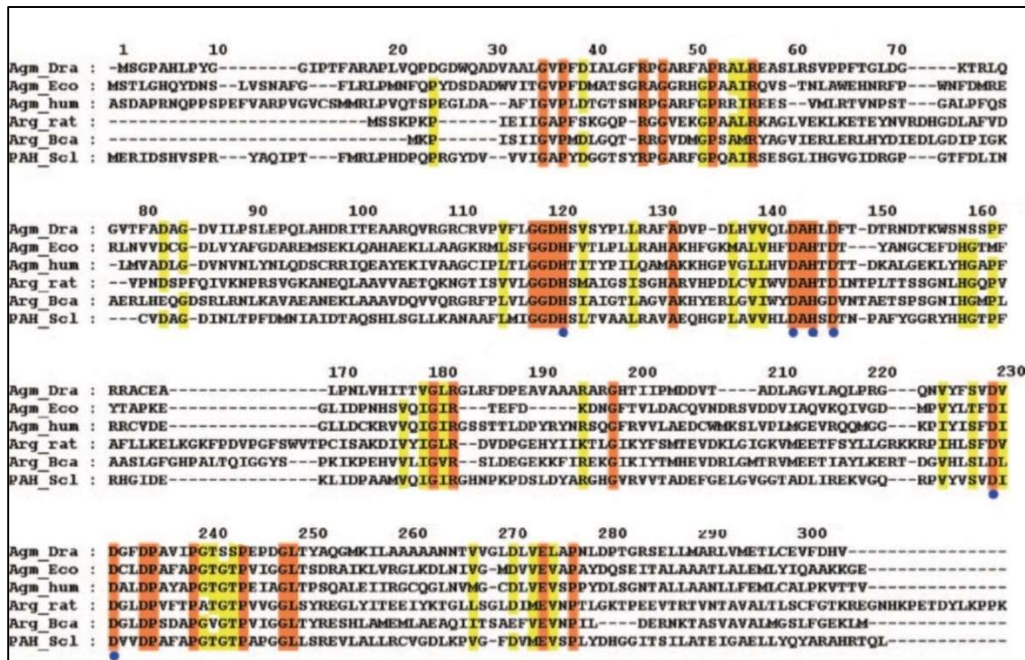 1 10 20 30 40 50 60 70
Agm_Dra : -MSGPAHLPYG--------GIPTFARAPLVQPDGDWQADVAALGVPFDIALGFRPGARFAPRALREASLRSVPPFTGLDG-----KTRLQ
Agm_Eco : MSTLGHQYDNS--LVSNAFG--FLRLPMNFQPYDSDADWVITGVPFDMATSGRAGGRHGPAAIRQVS-TNLAWEHNRFP---WNFDMRE
Agm_hum : ASDAPRNQPPSPEFVARPVGVCSMMRLPVQTSPEGLDA--AFIGVPLDTGTSNRPGARFGPRRIREES--VMLRTVNPST---GALPFQS
Arg_rat : -----------------MSSKPKP-----IEIIGAPFSKGQP-RGGVEKGPAALRKAGLVEKLKETEYNVRDHGDLAFVD
Arg_Bca : ---------------------MKP-----ISIIGVPMDLGQT-RRGVDMGPSAMRYAGVIERLERLHYDIEDLGDIPIGK
PAH_Scl : MERIDSHVSPR---YAQIPT---FMRLPHDPQPRGYDV--VVIGAPYDGGTSYRPGARFGPQAIRSESGLIHGVGIDRGP---GTFDLIN
80 90 100 110 120 130 140 150 162
Agm_Dra : GVTFADAG-DVILPSLEPQLAHDRITEAARQVRGRCRVPVFLGGDHSVSYPLLRAFADVP-DLHVVQLDAHLDFT-DTRNDTKWSNSSPF
Agm_Eco : RLNVVDCG-DLVYAFGDAREMSEKLQAHAEKLLAAGKRMLSFGGDHFVTLPLLRAHAKHFGKMALVHFDAHTDT----YANGCEFDHGTMF
Agm_hum : -LMVADLG-DVNVNLYNLQDSCRRIQEAYEKIVAAGCIPLTLGGDHTITYPILQAMAKKHGPVGLLHVDAHTDTTDKALGEKLYHGAPF
Arg_rat : --VPNDSPFQIVKNPRSVGKANEQLAAVVAETQKNGTISVVLGGDHSMAIGSISGHARVHPDLCVIWVDAHTDINTPLTTSSGNLHGQPV
Arg_Bca : AERLHEQGDSRLRNLKAVAEANEKLAAAVDQVVQRGRFPLVLGGDHSIAIGTLAGVAKHYERLGVIWYDAHGDVNTAETSPSGNIHGMPL
PAH_Scl : ---CVDAG-DINLTPFDMNIAIDTAQSHLSGLLKANAAFLMIGGDHSLTVAALRAVAEQHGPLAVVHLDAHSDTN-PAFYGGRYHHGTPF
170 180 190 200 210 220 230
Agm_Dra : RRACEA---------------LPNLVHITTVGLRGLRFDPEAVAAARARGHTIIPMDDVT---ADLAGVLAQLPRG---QNVYFSVDV
Agm_Eco : YTAPKE---------------GLIDPNHSVQIGIR--TEFD---KDNGFTVLDACQVNDRSVDDVIAQVKQIVGD--MPVYLTFDI
Agm_hum : RRCVDE---------------GLLDCKRVVQIGIRGSSTTLDPYRYNRSQGFRVVLAEDCWMKSLVPLMGEVRQQMGG--KPIYISFDI
Arg_rat : AFLLKELKGKFPDVPGFSWVTPCISAKDIVYIGLR--DVDPGEHYIIKTLGIKYFSMTEVDKLGIGKVMEETFSYLLGRKKRPIHLSFDV
Arg_Bca : AASLGFGHPALTQIGGYS---PKIKPEHVVLIGVR--SLDEGEKKFIREKGIKIYTMHEVDRLGMTRVMEETIAYLKERT-DGVHLSLDL
PAH_Scl : RHGIDE---------------KLIDPAAMVQIGIRGHNPKPDSLDYARGHGVRVVTADEFGELGVGGTADLIREKVGQ--RPVYVSVDI
240 250 260 270 280 290 300
Agm_Dra : DGFDPAVIPGTSSPEPDGLTYAQGMKILAAAAANNTVVGLDLVELAPNLDPTGRSELLMARLVMETLCEVFDHV----------------
Agm_Eco : DCLDPAFAPGTGTPVIGGLTSDRAIKLVRGLKDLNIVG-MDVVEVAPAYDQSEITALAAATLALEMLYIQAAKKGE--------------
Agm_hum : DALDPAYAPGTGTPEIAGLTPSQALEIIRGCQGLNVMG-CDLVEVSPPYDLSGNTALLAANLLFEMLCALPKVTTV--------------
Arg_rat : DGLDPVFTPATGTPVVGGLSYREGLYITEEIYKTGLLSGLDIMEVNPTLGKTPEEVTRTVNTAVALTLSCFGTKREGNHKPETDYLKPPK
Arg_Bca : DGLDPSDAPGVGTPVIGGLTYRESHLAMEMLAEAQIITSAEFVEVNPIL----DERNKTASVAVALMGSLFGEKLM--------------
PAH_Scl : DVVDPAFAPGTGTPAPGGLLSREVLALLRCVGDLKPVG-FDVMEVSPLYDHGGITSILATEIGAELLYQYARAHRTQL------------